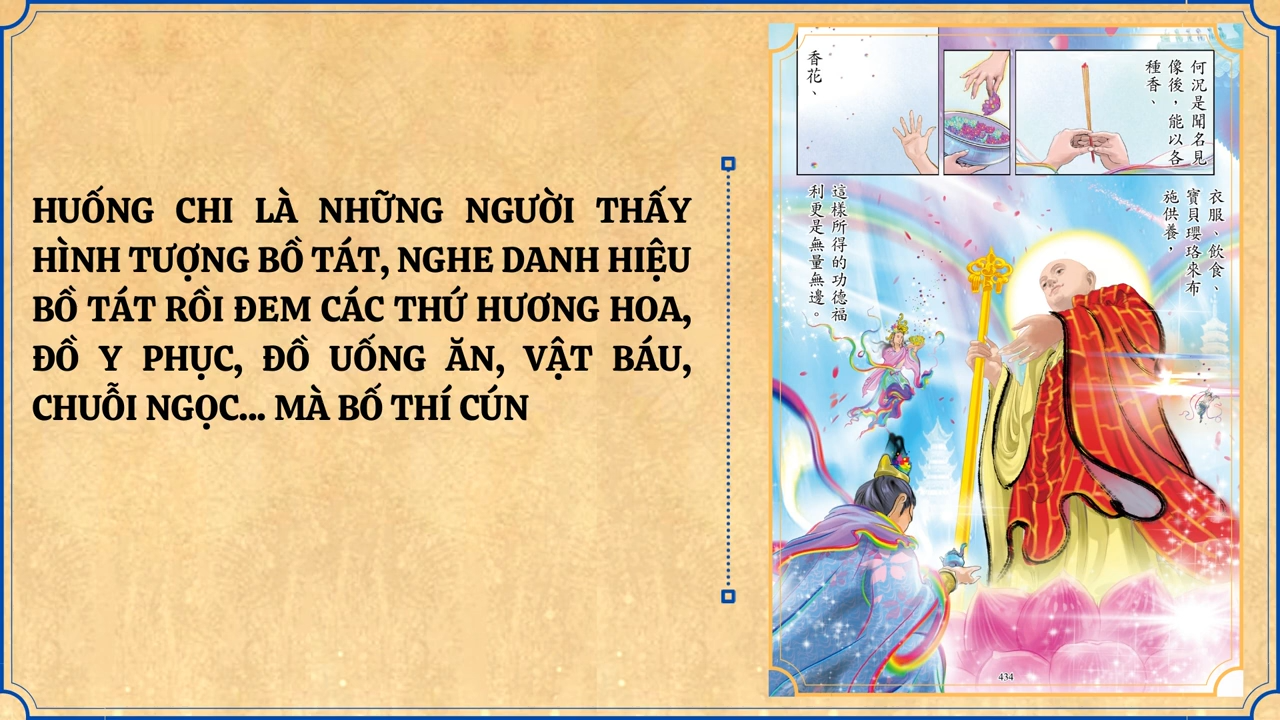 HUỐNG CHI LÀ NHỮNG NGƯỜI THẤY
HÌNH TƯỢNG BỒ TÁT, NGHE DANH HIỆU
BỒ TÁT RỒI ĐEM CÁC THỨ HƯƠNG HOA,
ĐỒ Y PHỤC, ĐỒ UỐNG ĂN, VẬT BÁU,
CHUỖI NGỌC... MÀ BỐ THÍ CÚN
何況是聞名見
像後，能以各
種香、
香花、
衣服、飲食、
寶貝瓔珞來布
施供養，
這樣所得的功德福
利更是無量無邊。
434